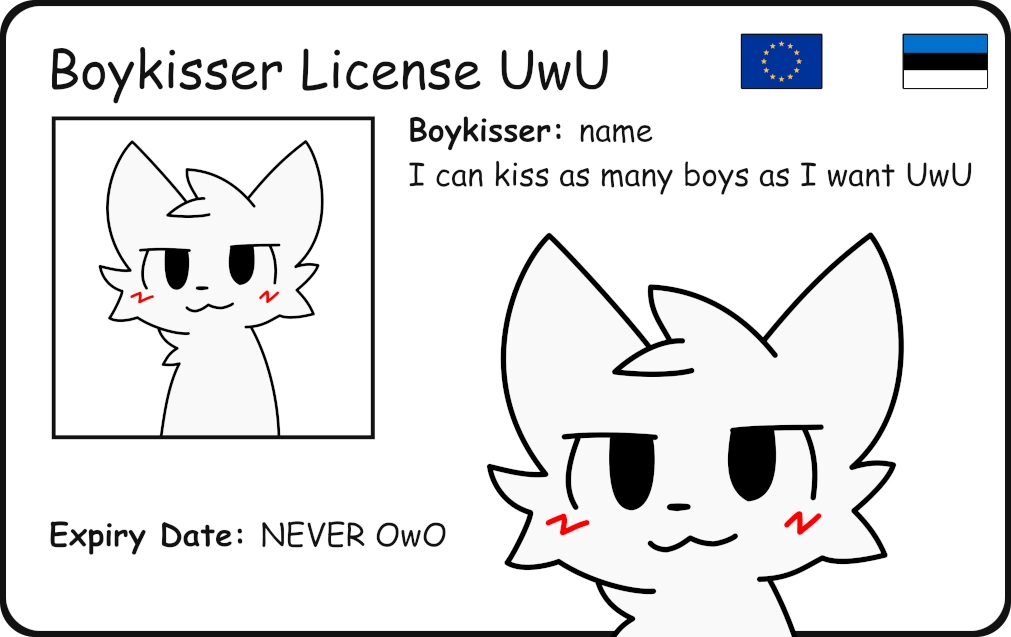 Boykisser License UwU
Boykisser: name
I can kiss as many boys as I want UwU
Expiry Date: NEVER OwO